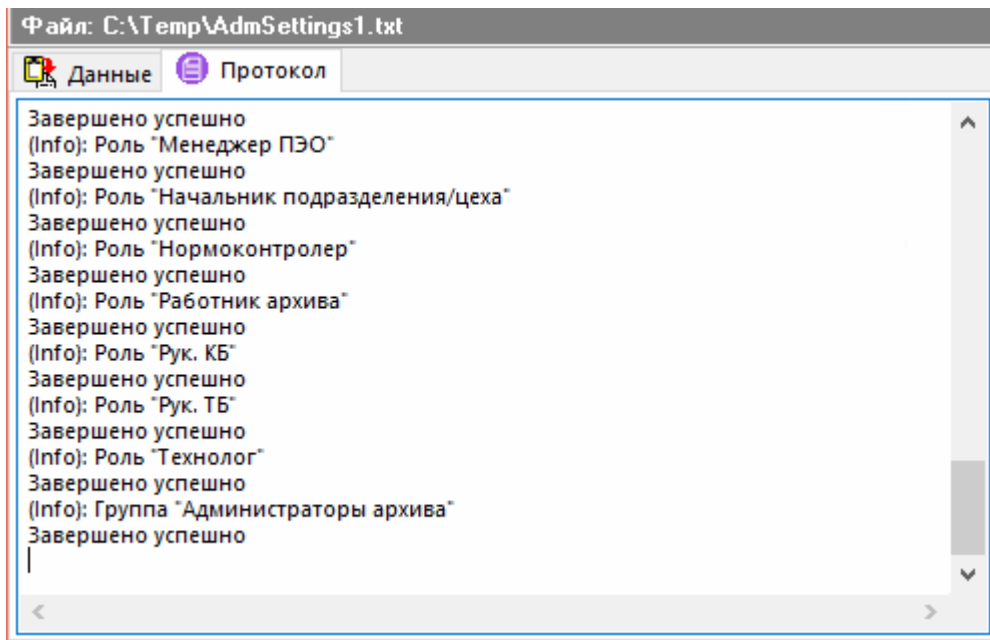 Файл: C:\Temp\AdmSettings1.txt
Данные Протокол
Завершено успешно
(Info): Роль "Менеджер ПЭО"
Завершено успешно
(Info): Роль "Начальник подразделения/цеха"
Завершено успешно
(Info): Роль "Нормоконтролер"
Завершено успешно
(Info): Роль "Работник архива"
Завершено успешно
(Info): Роль "Рук. КБ"
Завершено успешно
(Info): Роль "Рук. ТБ"
Завершено успешно
(Info): Роль "Технолог"
Завершено успешно
(Info): Группа "Администраторы архива"
Завершено успешно